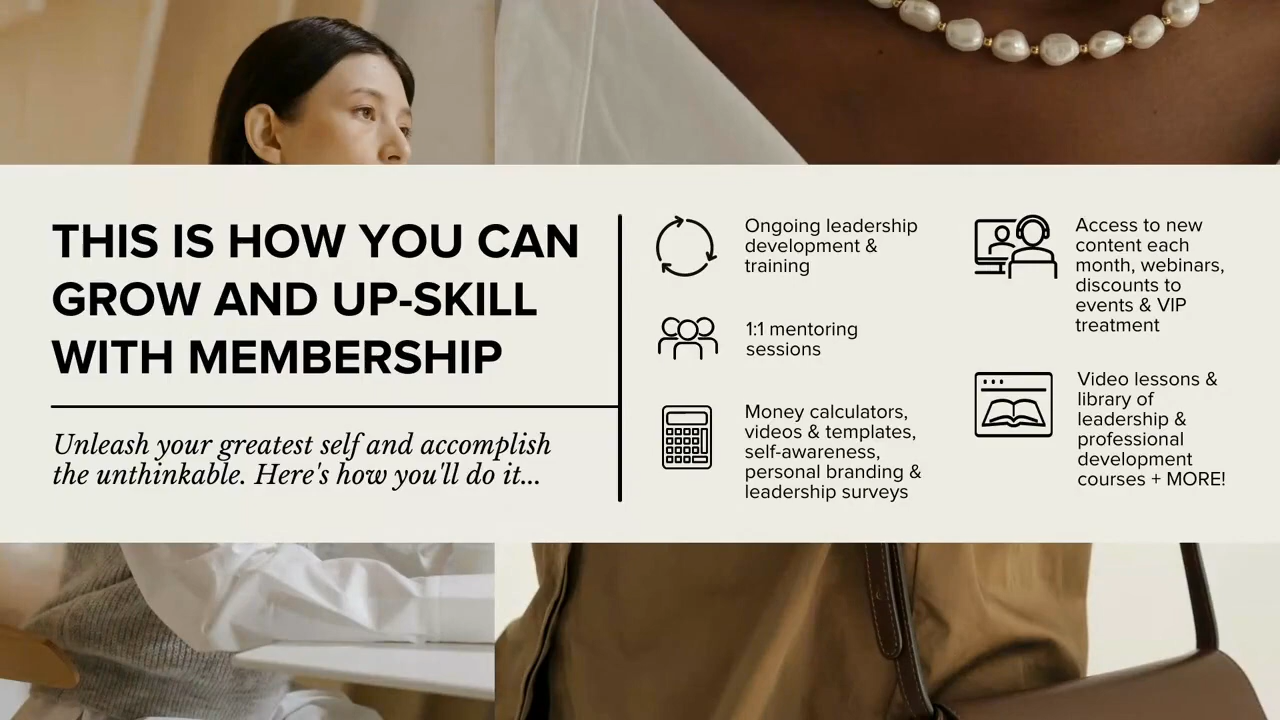 THIS IS HOW YOU CAN
GROW AND UP-SKILL
WITH MEMBERSHIP
Unleash your greatest self and accomplish
the unthinkable. Here's how you'll do it...
Ongoing leadership
development &
training
1:1 mentoring
sessions
Money calculators,
videos & templates,
self-awareness,
personal branding &
leadership surveys
Access to new
content each
month, webinars,
discounts to
events & VIP
treatment
Video lessons &
library of
leadership &
professional
development
courses + MORE!